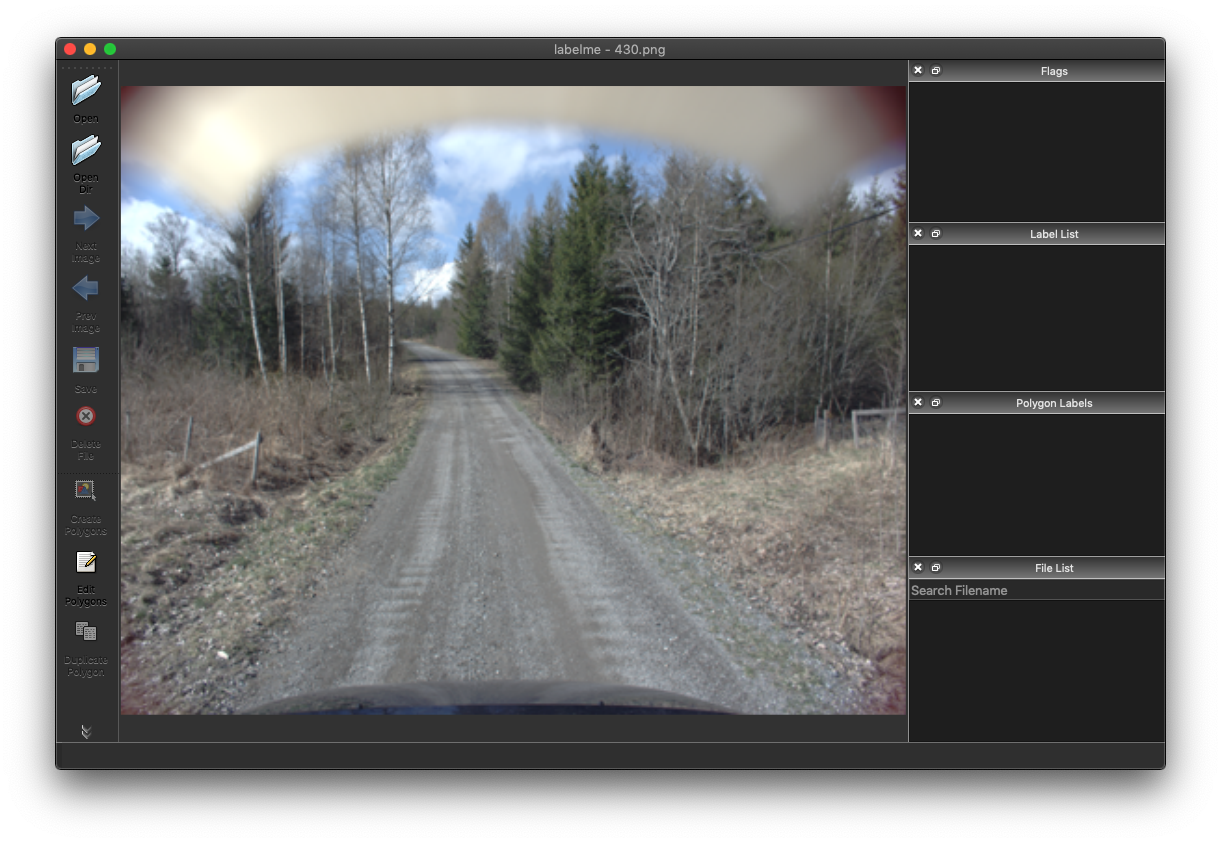 labelme - 430.png
Open
Open
Dir
Next
Image
Prev
Image
Save
Delete
File
Create
Polygons
Edit
Polygons
Duplicate
Polygon
Flags
Label List
Polygon Labels
File List
Search Filename